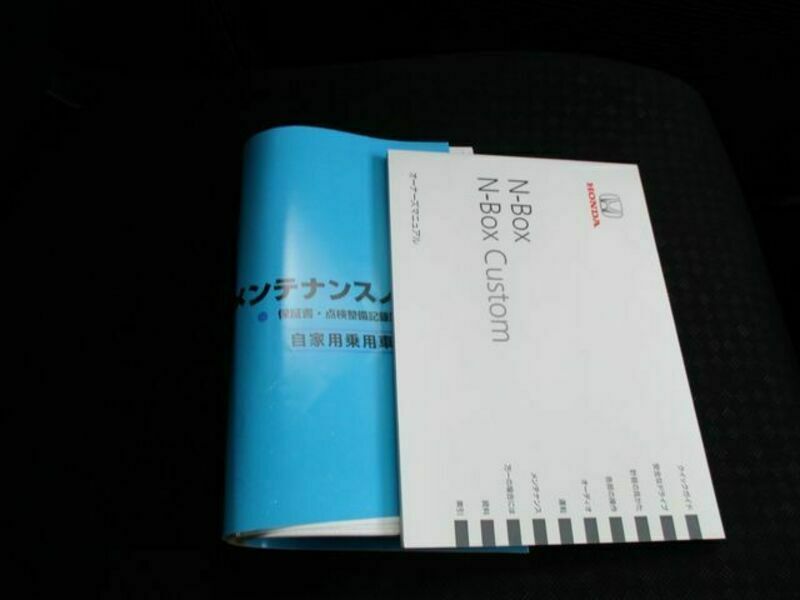 メンテナンスノ
保証書・点検整備記録
自家用乗用車
HONDA
N-Box
N-Box Custom
オーナーズマニュアル
クイックガイド
安全なドライブ
計器の見かた
各部の操作
オーディオ
運転
メンテナンス
万一の場合には
資料
索引